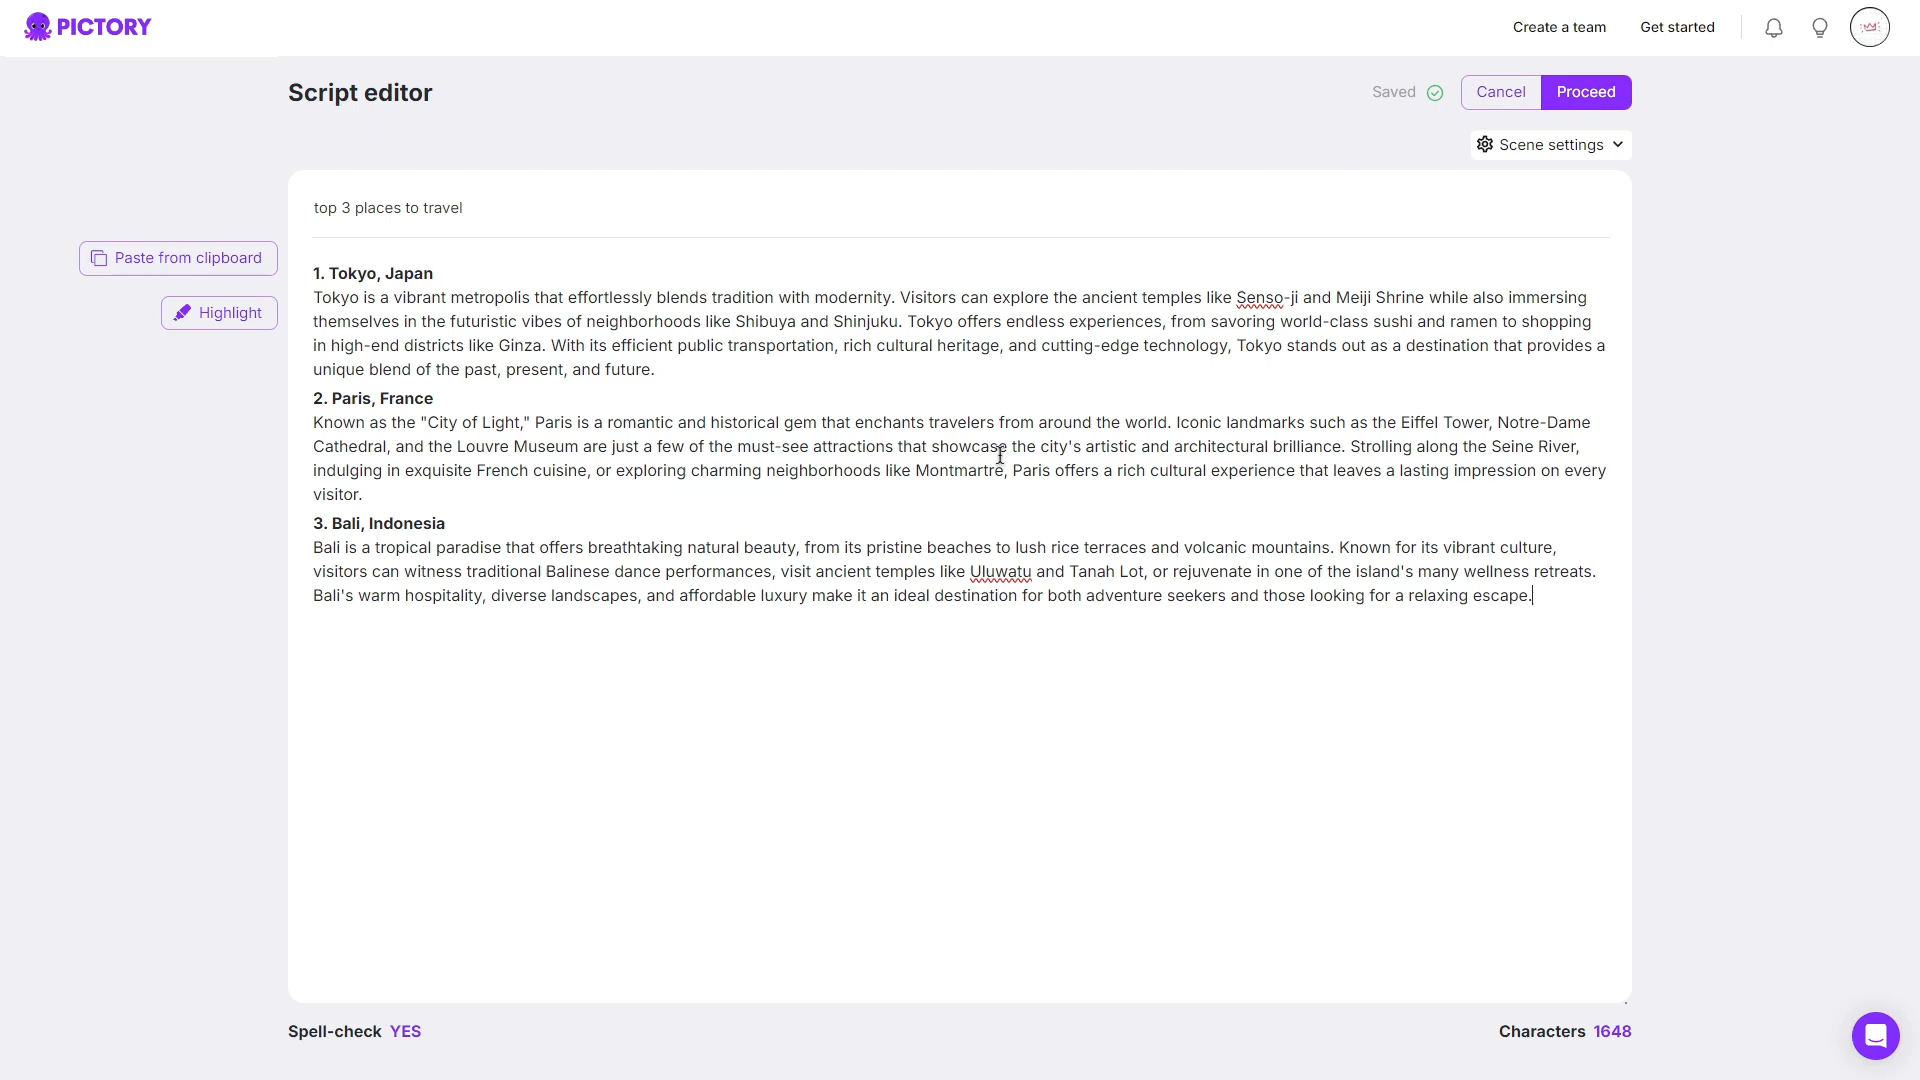 PICTORY
Create a team
Get started
Script editor
Saved
Cancel
Proceed
Scene settings
top 3 places to travel
Paste from clipboard
Highlight
1. Tokyo, Japan
Tokyo is a vibrant metropolis that effortlessly blends tradition with modernity. Visitors can explore the ancient temples like Senso-ji and Meiji Shrine while also immersing
themselves in the futuristic vibes of neighborhoods like Shibuya and Shinjuku. Tokyo offers endless experiences, from savoring world-class sushi and ramen to shopping
in high-end districts like Ginza. With its efficient public transportation, rich cultural heritage, and cutting-edge technology, Tokyo stands out as a destination that provides a
unique blend of the past, present, and future.
2. Paris, France
Known as the "City of Light," Paris is a romantic and historical gem that enchants travelers from around the world. Iconic landmarks such as the Eiffel Tower, Notre-Dame
Cathedral, and the Louvre Museum are just a few of the must-see attractions that showcase the city's artistic and architectural brilliance. Strolling along the Seine River,
indulging in exquisite French cuisine, or exploring charming neighborhoods like Montmartre, Paris offers a rich cultural experience that leaves a lasting impression on every
visitor.
3. Bali, Indonesia
Bali is a tropical paradise that offers breathtaking natural beauty, from its pristine beaches to lush rice terraces and volcanic mountains. Known for its vibrant culture,
visitors can witness traditional Balinese dance performances, visit ancient temples like Uluwatu and Tanah Lot, or rejuvenate in one of the island's many wellness retreats.
Bali's warm hospitality, diverse landscapes, and affordable luxury make it an ideal destination for both adventure seekers and those looking for a relaxing escape.
Spell-check YES
Characters 1648